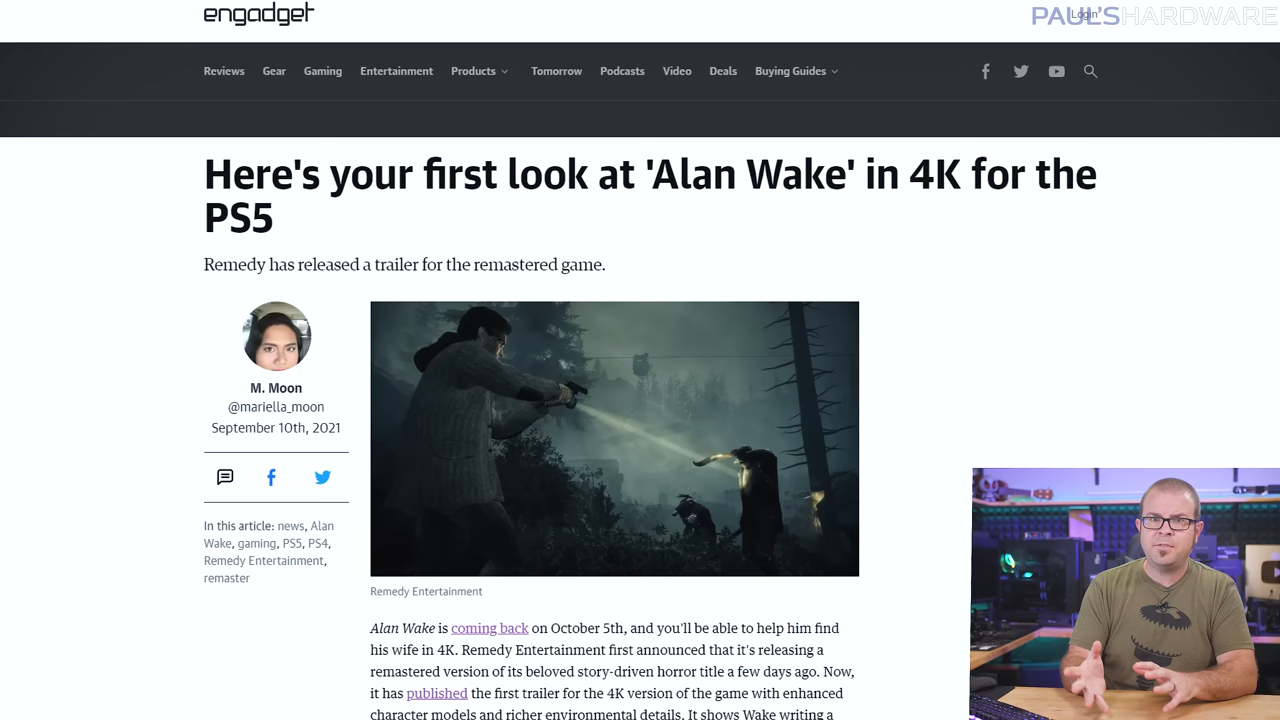 engadget
Login
PAUL'SHARDWARE
Reviews Gear Gaming Entertainment Products Tomorrow Podcasts Video Deals Buying Guides
Here's your first look at 'Alan Wake' in 4K for the
PS5
Remedy has released a trailer for the remastered game.
M. Moon
@mariella_moon
September 10th, 2021
In this article: news, Alan
Wake, gaming, PS5, PS4,
Remedy Entertainment,
remaster
Remedy Entertainment
Alan Wake is coming back on October 5th, and you'll be able to help him find
his wife in 4K. Remedy Entertainment first announced that it's releasing a
remastered version of its beloved story-driven horror title a few days ago. Now,
it has published the first trailer for the 4K version of the game with enhanced
character models and richer environmental details. It shows Wake writing a